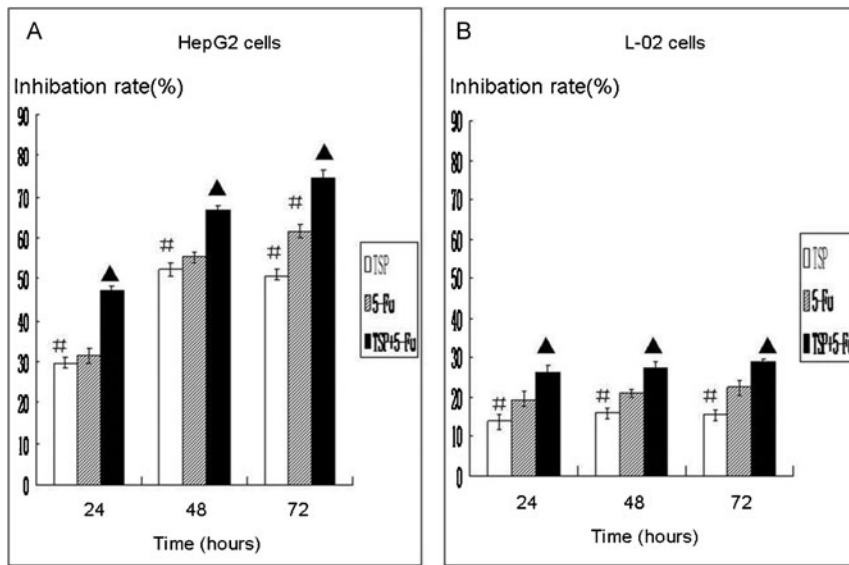 A
HepG2 cells
Inhibation rate(%)
90
80
70
60
50
40
30
20
10
0
#
▲
#
▲
#
#
▲
24
48
72
Time (hours)
TSP
5-Fu
TSP+5-Fu
B
L-02 cells
Inhibation rate(%)
90
80
70
60
50
40
30
20
10
0
#
▲
#
▲
#
▲
24
48
72
Time (hours)
TSP
5-Fu
TSP+5-Fu